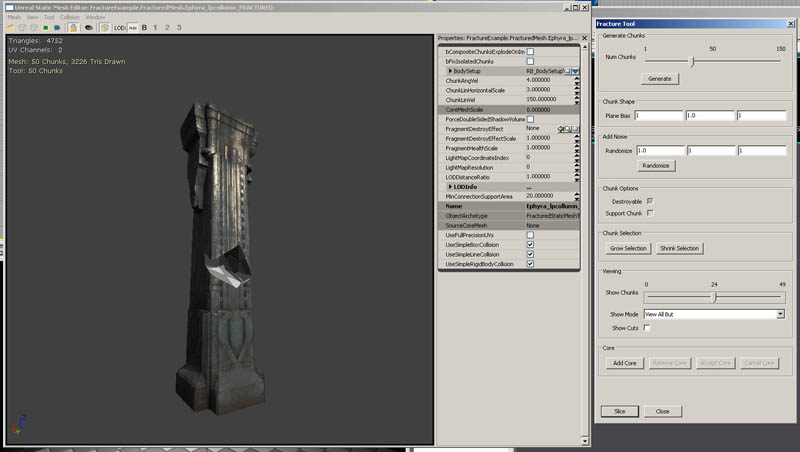 Unreal Static Mesh Editor: FractureExample.FracturedMesh.Ephyra_lpcollumn_FRACTURED
Mesh View Tool Collision Window
LOD: Auto B 1 2 3
Triangles: 4752
UV Channels: 2
Mesh: 50 Chunks, 3226 Tris Drawn
Tool: 50 Chunks
Properties: FractureExample.FracturedMesh.Ephyra_lp...
bCompositeChunksExplodeOnIm
bFixIsolatedChunks
BodySetup RB_BodySetup
ChunkAngVel 4.000000
ChunkLinHorizontalScale 3.000000
ChunkLinVel 150.000000
CoreMeshScale 0.000000
ForceDoubleSidedShadowVolume
FragmentDestroyEffect None
FragmentDestroyEffectScale 1.000000
FragmentHealthScale 1.000000
LightMapCoordinateIndex 0
LightMapResolution 0
LODDistanceRatio 1.000000
LODInfo ...
MinConnectionSupportArea 20.000000
Name Ephyra_lpcollumn_
ObjectArchetype FracturedStaticMesh
SourceCoreMesh None
UseFullPrecisionUVs
UseSimpleBoxCollision
UseSimpleLineCollision
UseSimpleRigidBodyCollision
Fracture Tool
Generate Chunks
1 50 150
Num Chunks
Generate
Chunk Shape
Plane Bias 1 1.0 1
Add Noise
Randomize 1.0 1 1
Randomize
Chunk Options
Destroyable
Support Chunk
Chunk Selection
Grow Selection Shrink Selection
Viewing
0 24 49
Show Chunks
Show Mode View All But
Show Cuts
Core
Add Core Remove Core Accept Core Cancel Core
Slice Close